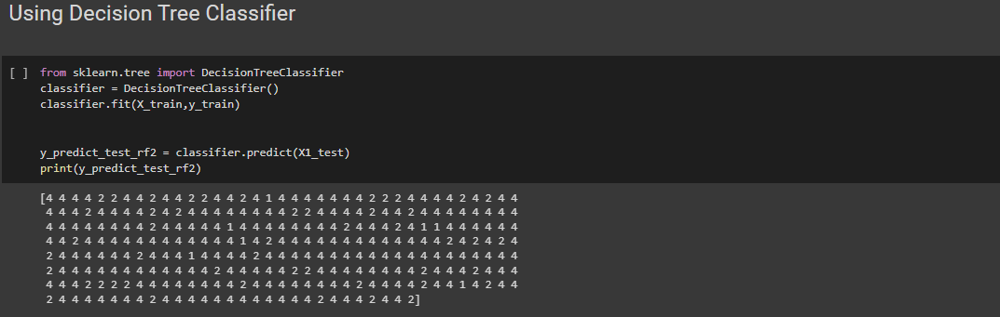 Using Decision Tree Classifier
[ ] from sklearn.tree import DecisionTreeClassifier
classifier = DecisionTreeClassifier()
classifier.fit(X_train,y_train)
y_predict_test_rf2 = classifier.predict(X1_test)
print(y_predict_test_rf2)
[4 4 4 4 2 2 4 4 2 4 4 2 2 4 4 2 4 1 4 4 4 4 4 4 4 2 2 2 4 4 4 4 2 4 2 4 4
4 4 4 2 4 4 4 4 2 4 2 4 4 4 4 4 4 4 4 2 2 4 4 4 4 2 4 4 2 4 4 4 4 4 4 4 4
4 4 4 4 4 4 4 4 2 4 4 4 4 4 1 4 4 4 4 4 4 4 4 2 4 4 4 2 4 1 1 4 4 4 4 4 4
4 4 2 4 4 4 4 4 4 4 4 4 4 4 4 1 4 2 4 4 4 4 4 4 4 4 4 4 4 4 4 2 4 2 4 2 4
2 4 4 4 4 4 4 2 4 4 4 1 4 4 4 4 2 4 4 4 4 4 4 4 4 4 4 4 4 4 4 4 4 4 4 4 4
2 4 4 4 4 4 4 4 4 4 4 4 4 2 4 4 4 4 4 2 2 4 4 4 4 4 4 4 4 2 4 4 4 2 4 4 4
4 4 4 2 2 2 2 4 4 4 4 4 4 4 4 2 4 4 4 4 4 4 4 4 2 4 4 4 4 2 4 4 1 4 2 4 4
2 4 4 4 4 4 4 4 2 4 4 4 4 4 4 4 4 4 4 4 4 2 4 4 4 2 4 4 2]